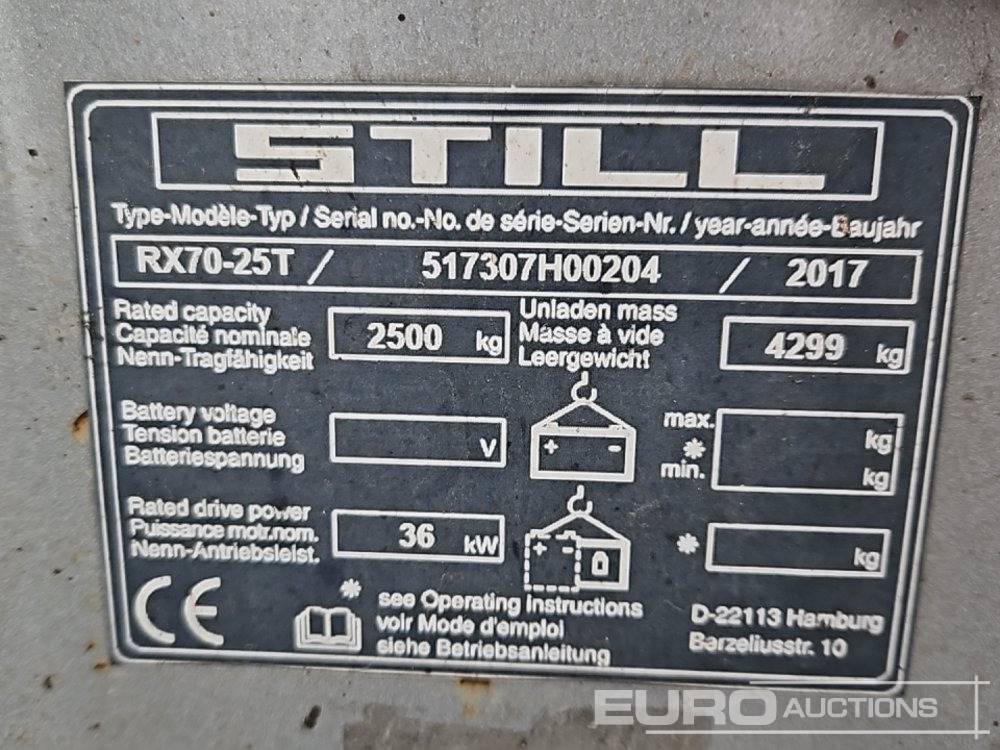 STILL
Type-Modèle-Typ / Serial no.-No. de série-Serien-Nr. / year-année-Baujahr
RX70-25T / 517307H00204 / 2017
Rated capacity
Capacité nominale
Nenn-Tragfähigkeit
2500 kg
Unladen mass
Masse à vide
Leergewicht
4299 kg
Battery voltage
Tension batterie
Batteriespannung
V
+ -
max. kg
*
min. kg
Rated drive power
Puissance motr.nom.
Nenn-Antriebsleist.
36 kW
+ -
* kg
CE
*
see Operating instructions
voir Mode d'emploi
siehe Betriebsanleitung
D-22113 Hamburg
Berzeliusstr. 10
EURO AUCTIONS